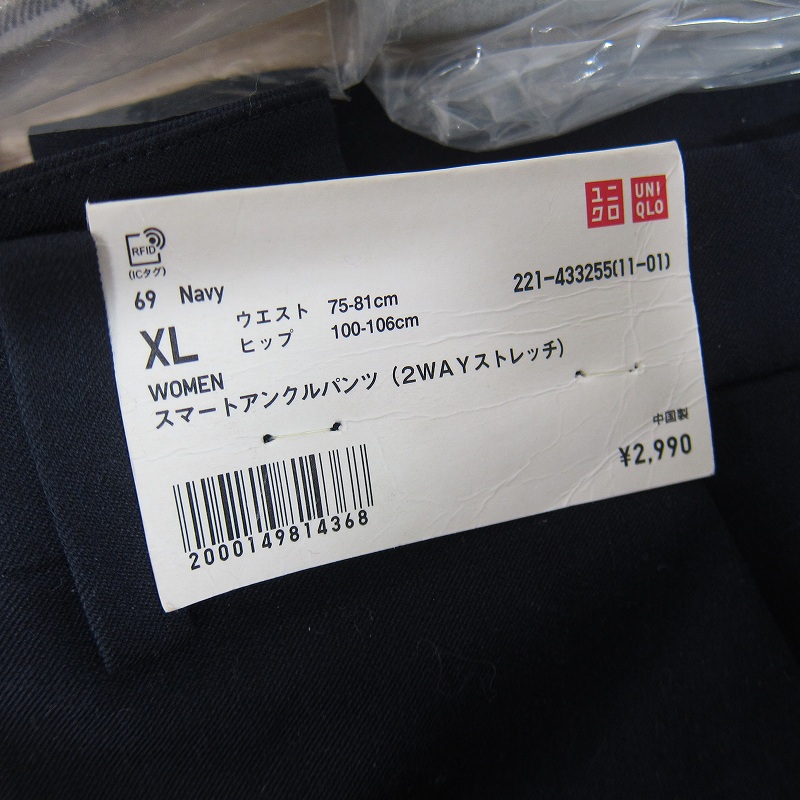 ユニクロ
UNIQLO
RFID
(ICタグ)
221-433255(11-01)
69 Navy
XL
ウエスト 75-81cm
ヒップ 100-106cm
WOMEN
スマートアンクルパンツ（2WAYストレッチ）
中国製
¥2,990
2000149814368